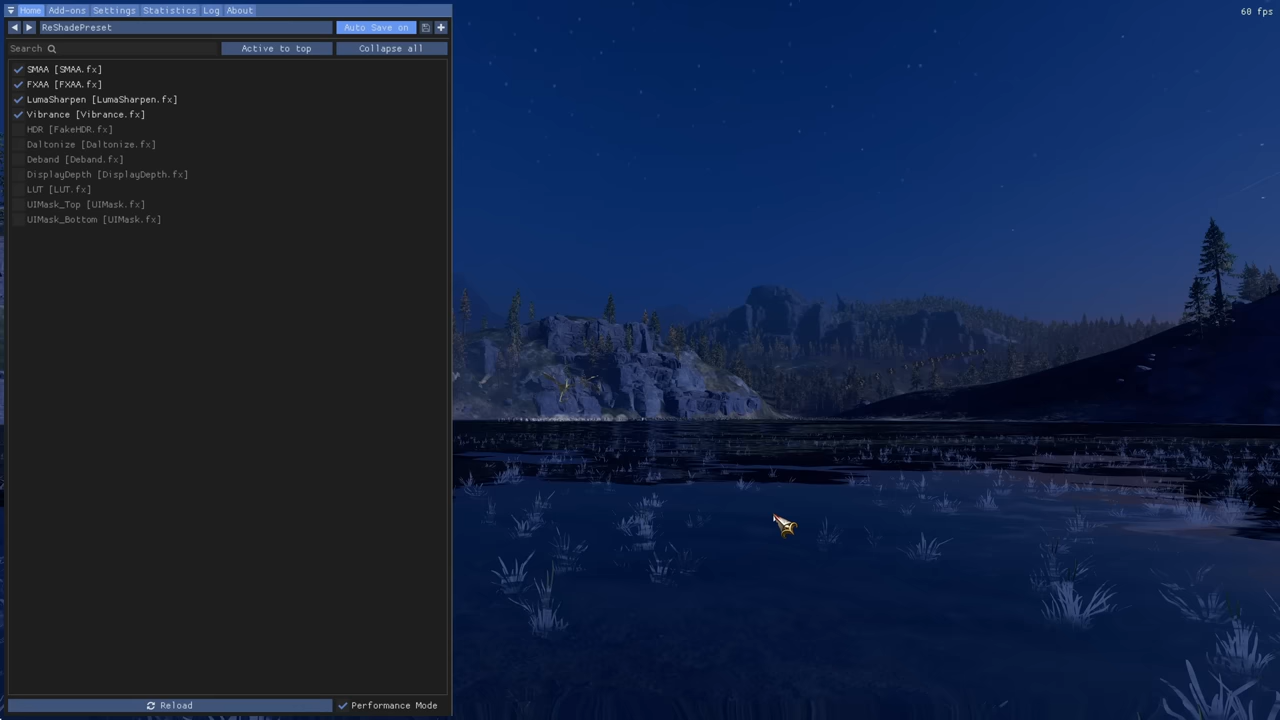 Home Add-ons Settings Statistics Log About
60 fps
ReShadePreset Auto Save on
Search Active to top Collapse all
SMAA [SMAA.fx]
FXAA [FXAA.fx]
LumaSharpen [LumaSharpen.fx]
Vibrance [Vibrance.fx]
HDR [FakeHDR.fx]
Daltonize [Daltonize.fx]
Deband [Deband.fx]
DisplayDepth [DisplayDepth.fx]
LUT [LUT.fx]
UIMask_Top [UIMask.fx]
UIMask_Bottom [UIMask.fx]
Reload Performance Mode